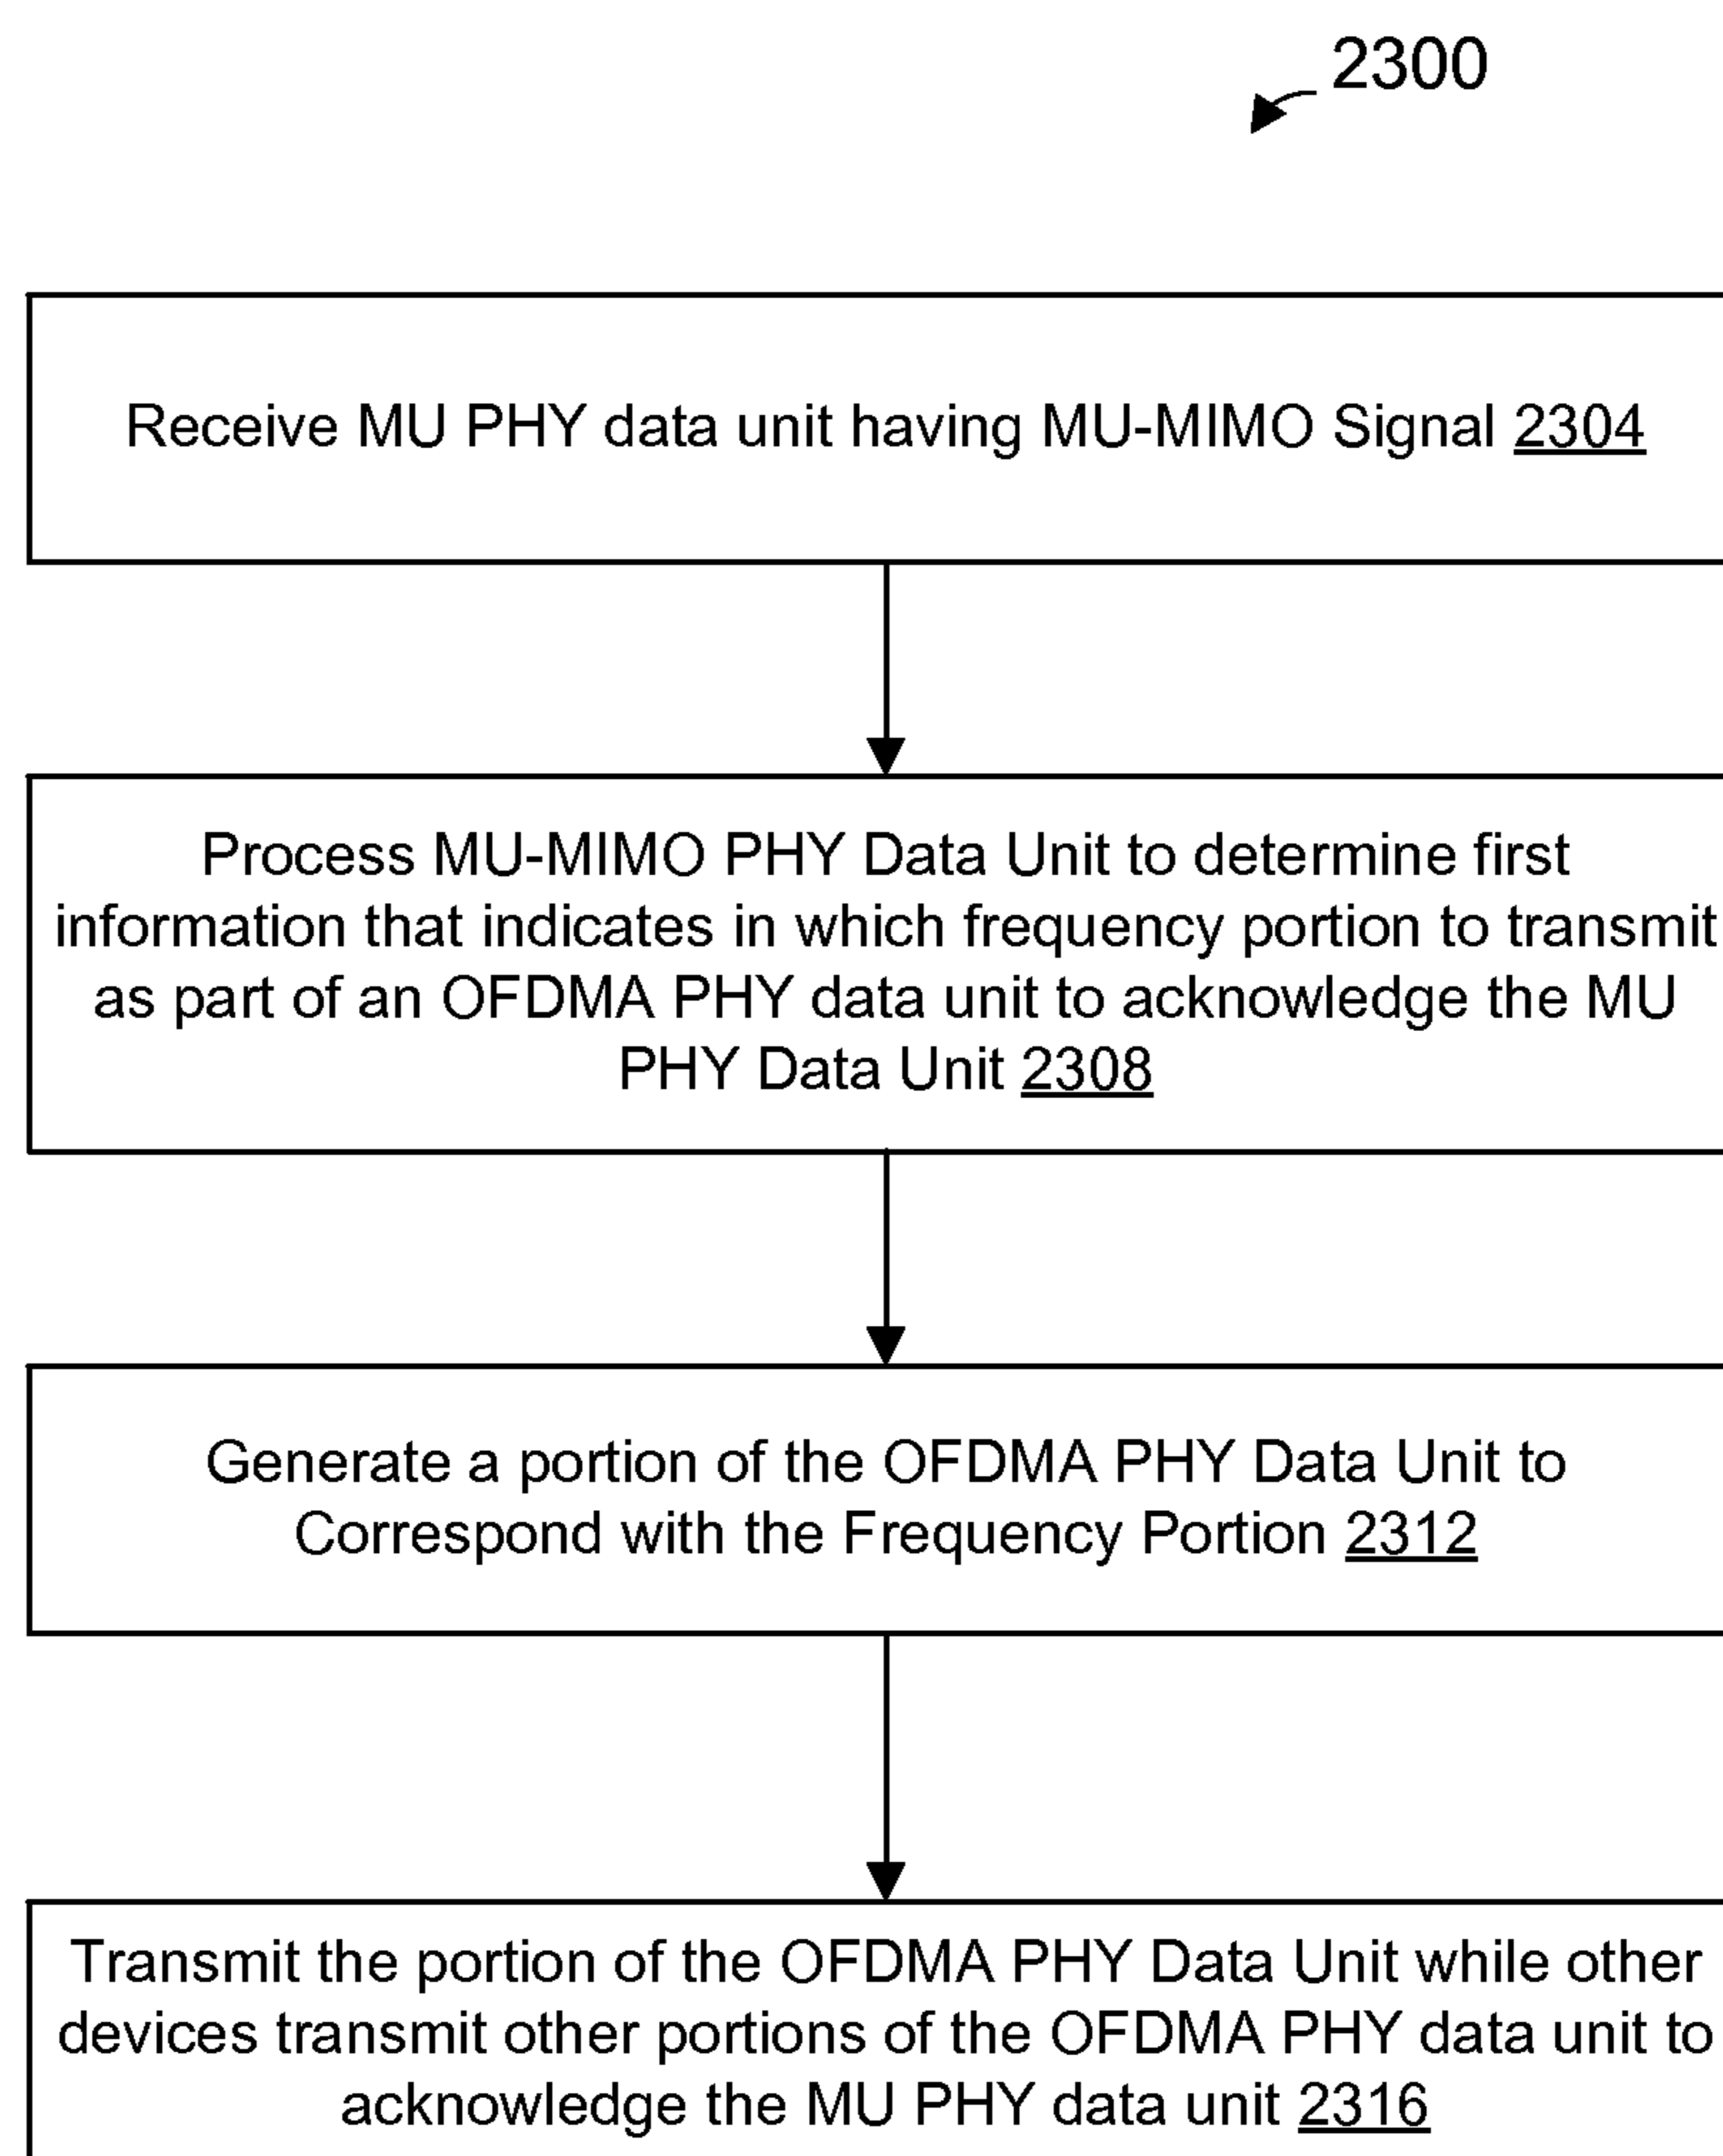 2300
Receive MU PHY data unit having MU-MIMO Signal 2304
Process MU-MIMO PHY Data Unit to determine first
information that indicates in which frequency portion to transmit
as part of an OFDMA PHY data unit to acknowledge the MU
PHY Data Unit 2308
Generate a portion of the OFDMA PHY Data Unit to
Correspond with the Frequency Portion 2312
Transmit the portion of the OFDMA PHY Data Unit while other
devices transmit other portions of the OFDMA PHY data unit to
acknowledge the MU PHY data unit 2316